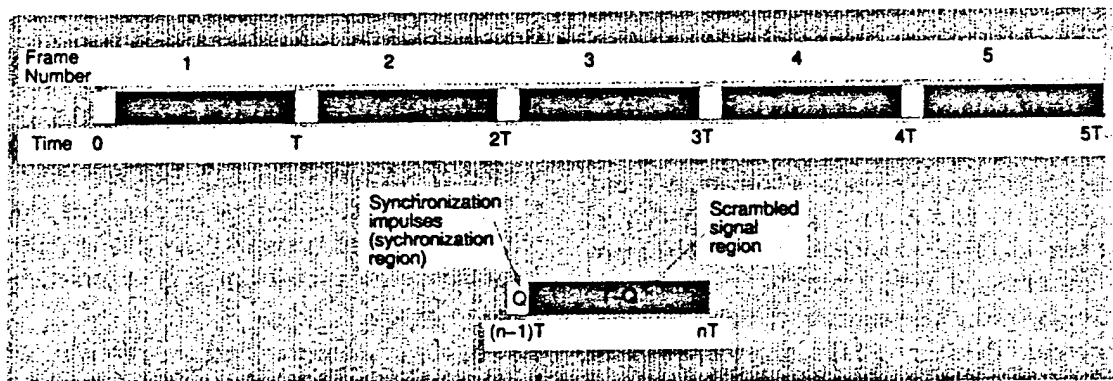 Frame
Number
1 2 3 4 5
Time 0 T 2T 3T 4T 5T
Synchronization
impulses
(sychronization
region)
Scrambled
signal
region
Q T-Q
(n-1)T nT